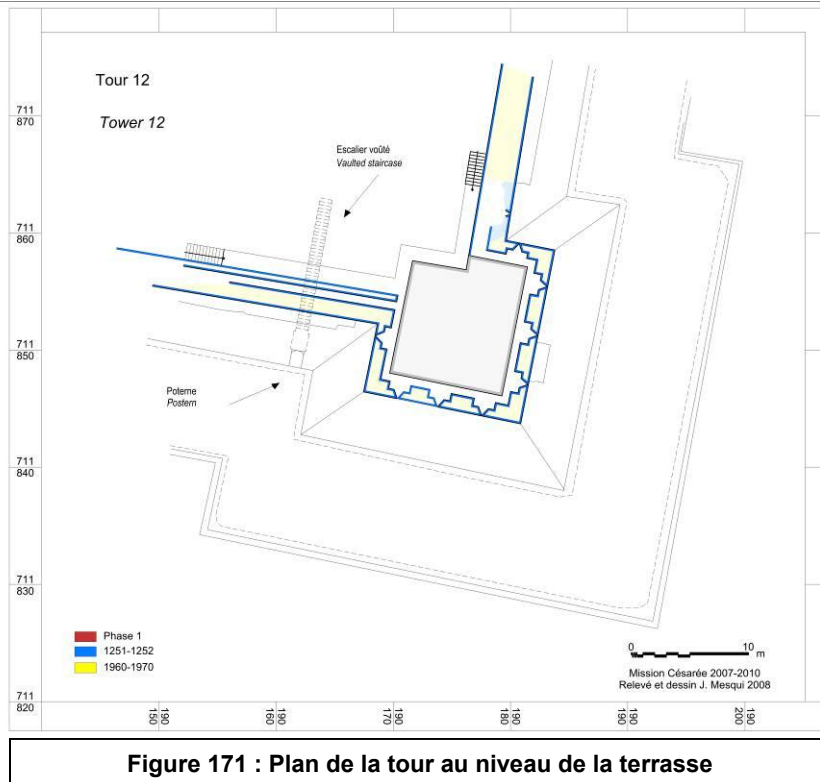 Tour 12
Tower 12
Escalier voûté
Vaulted staircase
Poterne
Postern
711
870
711
860
711
850
711
840
711
830
711
820
150
190
160
190
170
190
180
190
190
190
200
190
Phase 1
1251-1252
1960-1970
0 10 m
Mission Césarée 2007-2010
Relevé et dessin J. Mesqui 2008
Figure 171 : Plan de la tour au niveau de la terrasse